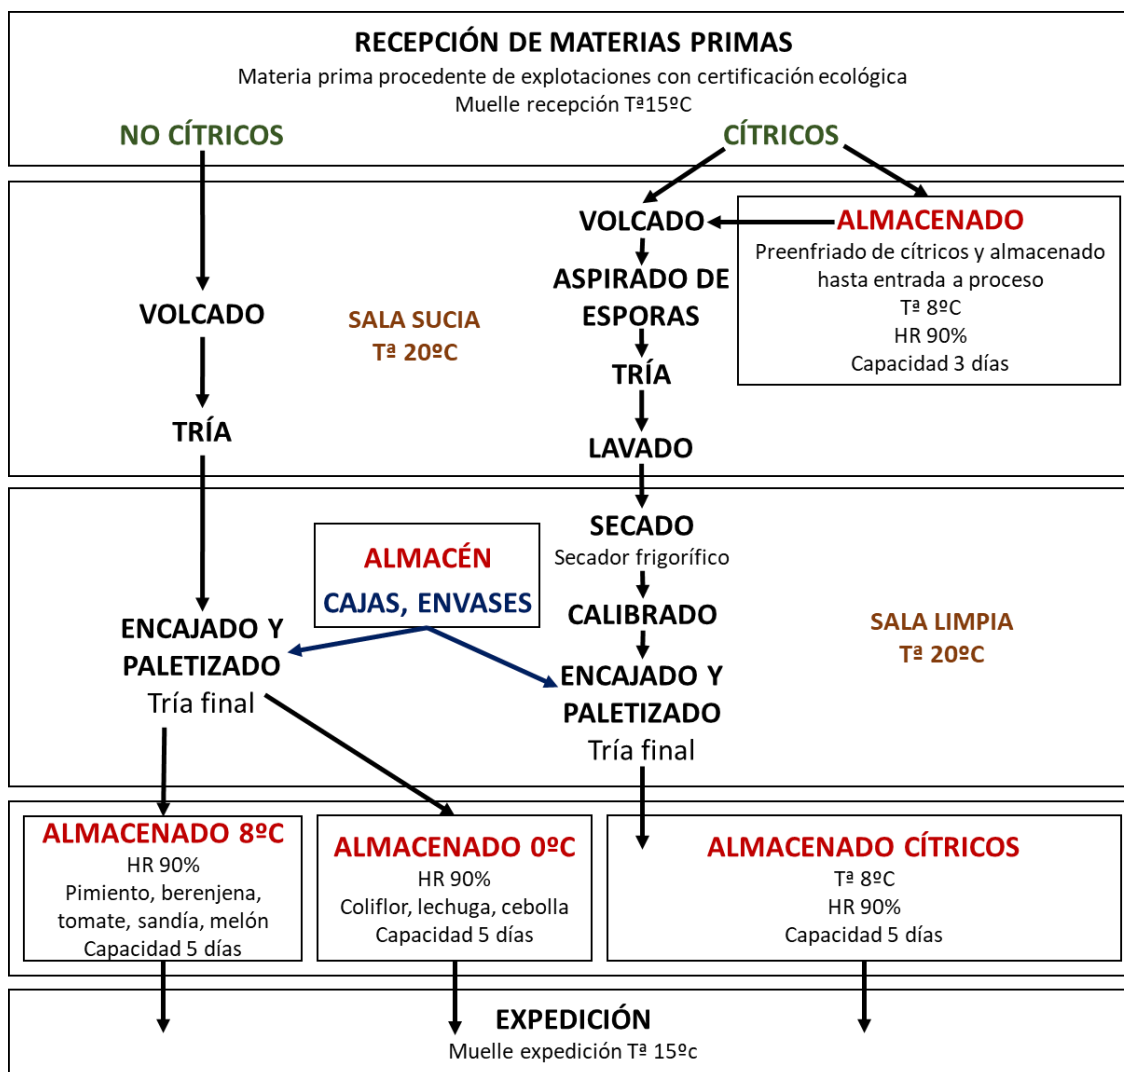 RECEPCIÓN DE MATERIAS PRIMAS
Materia prima procedente de explotaciones con certificación ecológica
Muelle recepción Tª15ºC
NO CÍTRICOS
CÍTRICOS
VOLCADO
TRÍA
SALA SUCIA
Tª 20ºC
VOLCADO
ASPIRADO DE
ESPORAS
TRÍA
LAVADO
ALMACENADO
Preenfriado de cítricos y almacenado
hasta entrada a proceso
Tª 8ºC
HR 90%
Capacidad 3 días
ENCAJADO Y
PALETIZADO
Tría final
ALMACÉN
CAJAS, ENVASES
SECADO
Secador frigorífico
CALIBRADO
ENCAJADO Y
PALETIZADO
Tría final
SALA LIMPIA
Tª 20ºC
ALMACENADO 8ºC
HR 90%
Pimiento, berenjena,
tomate, sandía, melón
Capacidad 5 días
ALMACENADO 0ºC
HR 90%
Coliflor, lechuga, cebolla
Capacidad 5 días
ALMACENADO CÍTRICOS
Tª 8ºC
HR 90%
Capacidad 5 días
EXPEDICIÓN
Muelle expedición Tª 15ºc